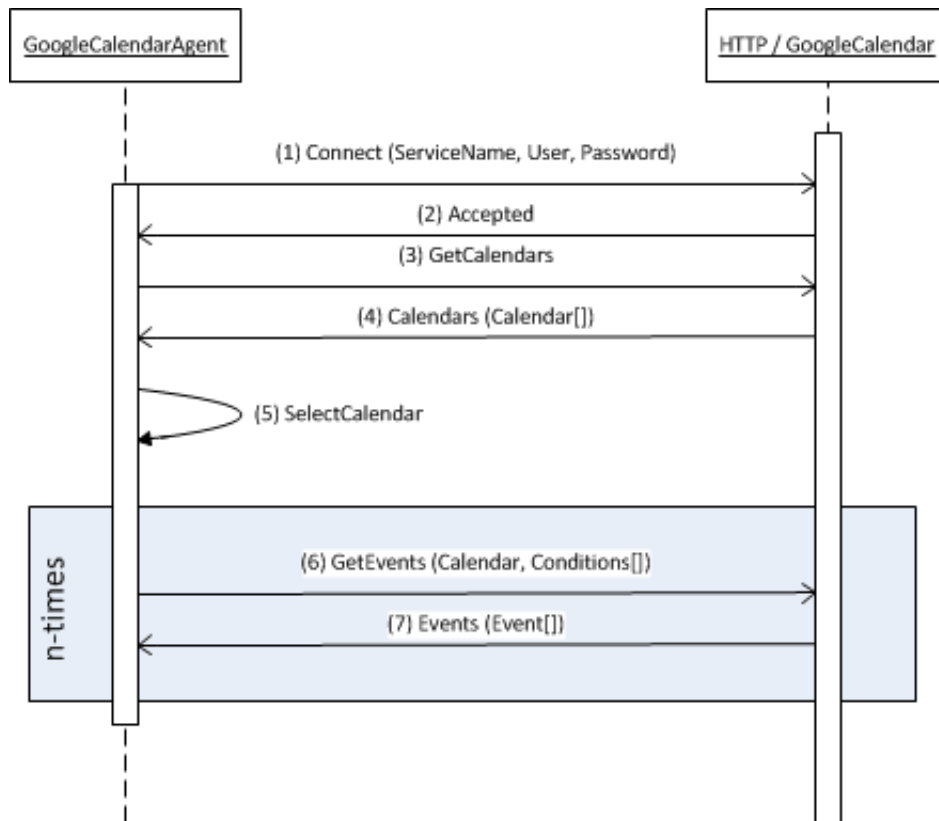 GoogleCalendarAgent
HTTP / GoogleCalendar
(1) Connect (ServiceName, User, Password)
(2) Accepted
(3) GetCalendars
(4) Calendars (Calendar[])
(5) SelectCalendar
n-times
(6) GetEvents (Calendar, Conditions[])
(7) Events (Event[])